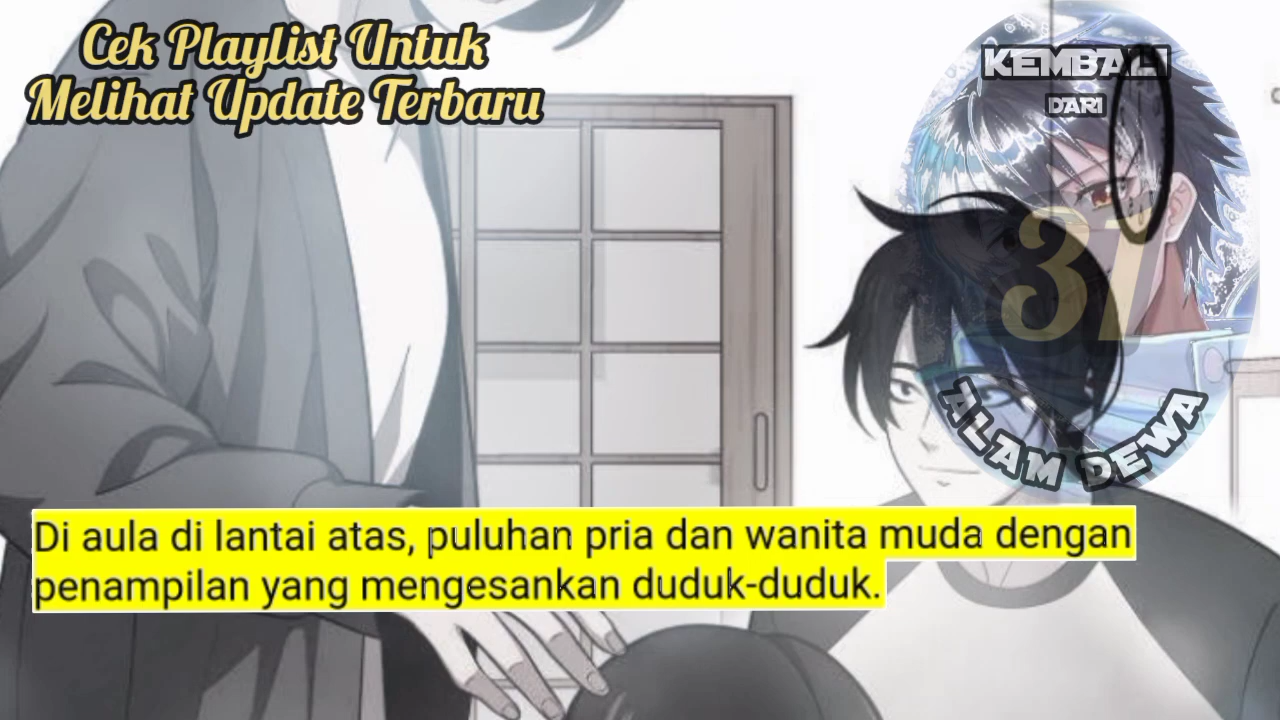 Cek Playlist Untuk
Melihat Update Terbaru
KEMBALI
DARI
37
ALAM DEWA
Di aula di lantai atas, puluhan pria dan wanita muda dengan
penampilan yang mengesankan duduk-duduk.